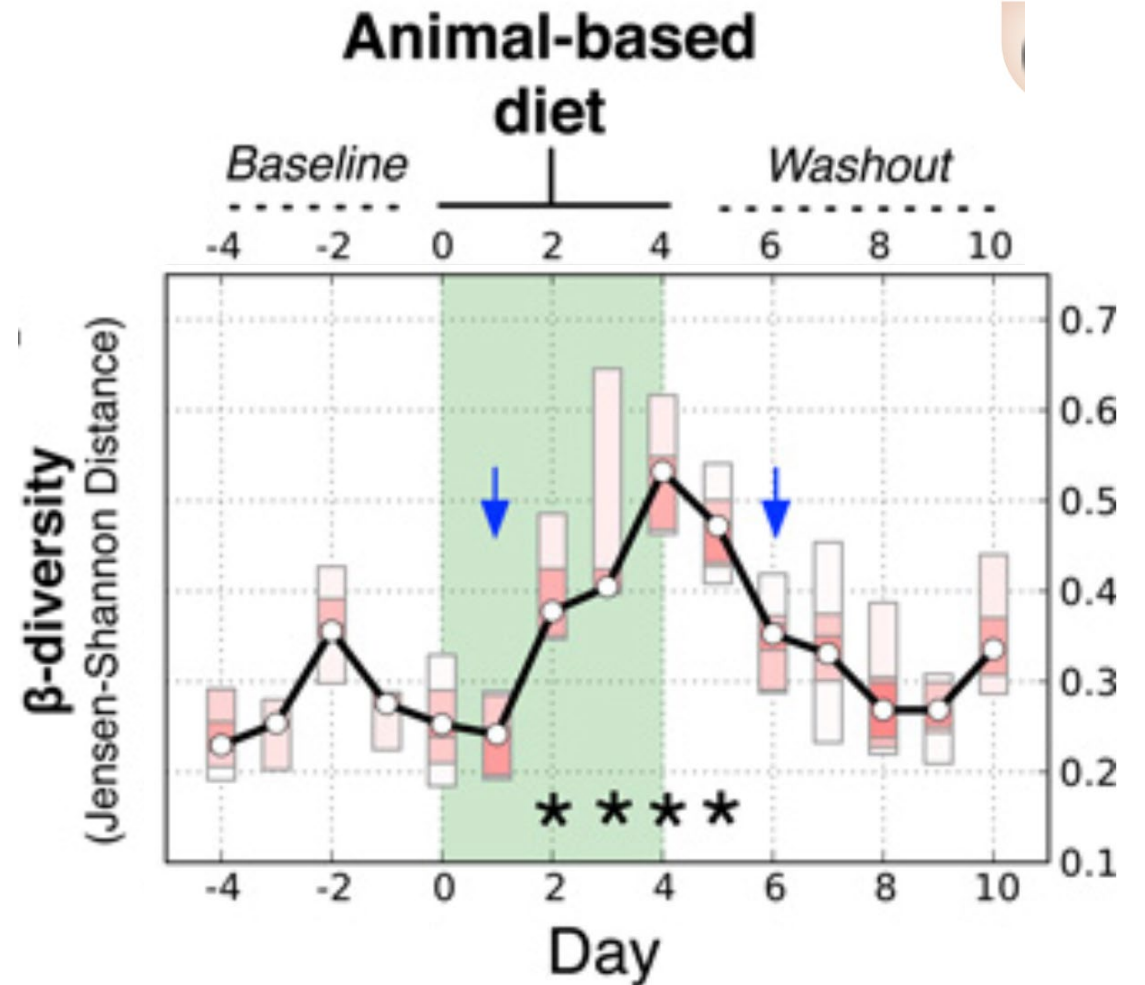 Animal-based
diet
Baseline
Washout
-4 -2 0 2 4 6 8 10
0.7
0.6
0.5
0.4
0.3
0.2
0.1
β-diversity
(Jensen-Shannon Distance)
* * * *
-4 -2 0 2 4 6 8 10
Day